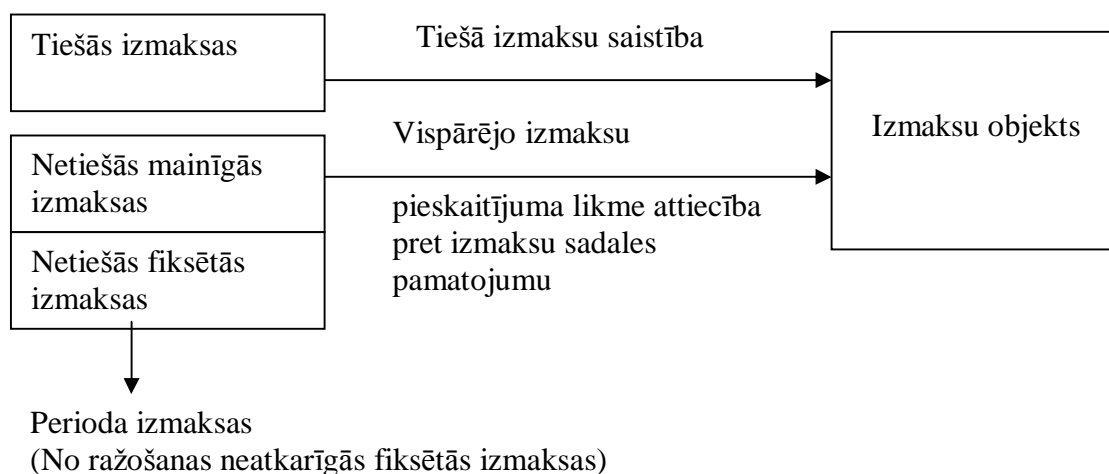 Tiešās izmaksas
Tiešā izmaksu saistība
Izmaksu objekts
Vispārējo izmaksu
Netiešās mainīgās
izmaksas
pieskaitījuma likme attiecība
pret izmaksu sadales
pamatojumu
Netiešās fiksētās
izmaksas
Perioda izmaksas
(No ražošanas neatkarīgās fiksētās izmaksas)